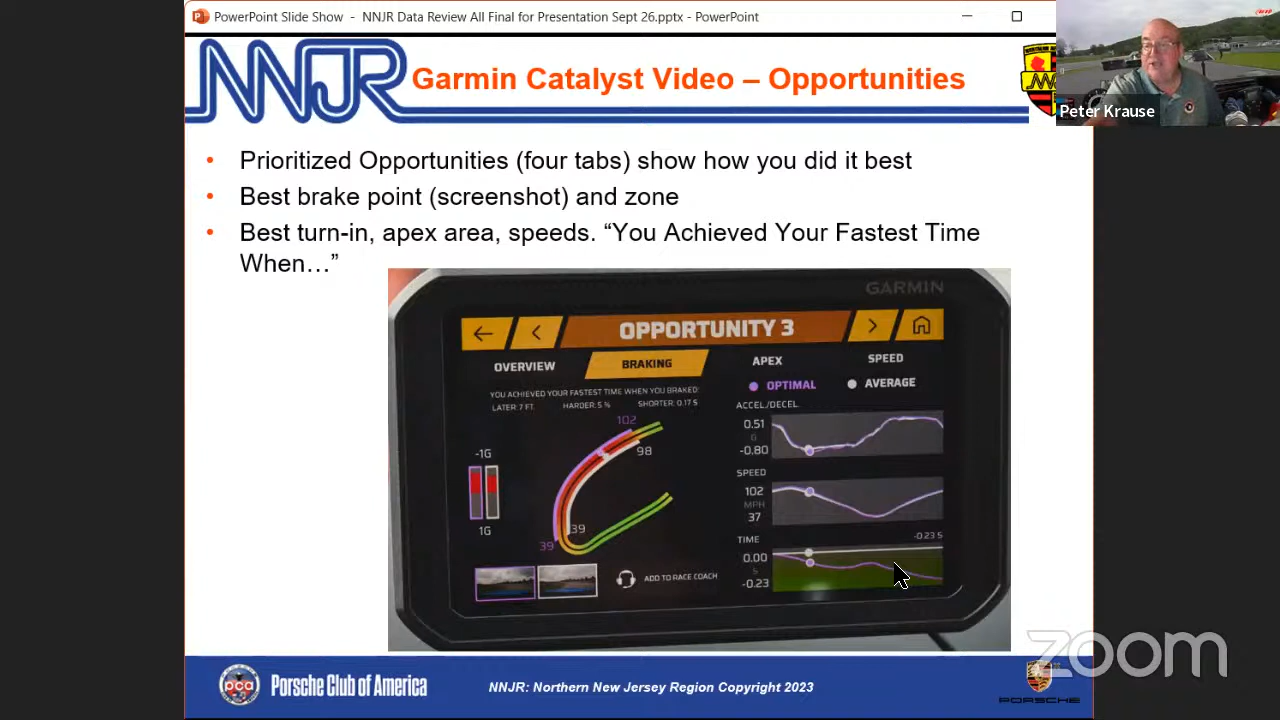 PowerPoint Slide Show - NNJR Data Review All Final for Presentation Sept 26.pptx - PowerPoint
NNJR
Garmin Catalyst Video – Opportunities
Peter Krause
• Prioritized Opportunities (four tabs) show how you did it best
• Best brake point (screenshot) and zone
• Best turn-in, apex area, speeds. “You Achieved Your Fastest Time
When…”
GARMIN
OPPORTUNITY 3
OVERVIEW BRAKING APEX SPEED
YOU ACHIEVED YOUR FASTEST TIME WHEN YOU BRAKED:
LATER: 7 FT. HARDER: 5 % SHORTER: 0.17 S
OPTIMAL AVERAGE
ACCEL./DECEL.
0.51
G
-0.80
102
98
-1G
1G
39
39
SPEED
102
MPH
37
TIME
-0.23 S
0.00
S
-0.23
ADD TO RACE COACH
zoom
pca
Porsche Club of America
NNJR: Northern New Jersey Region Copyright 2023
PORSCHE